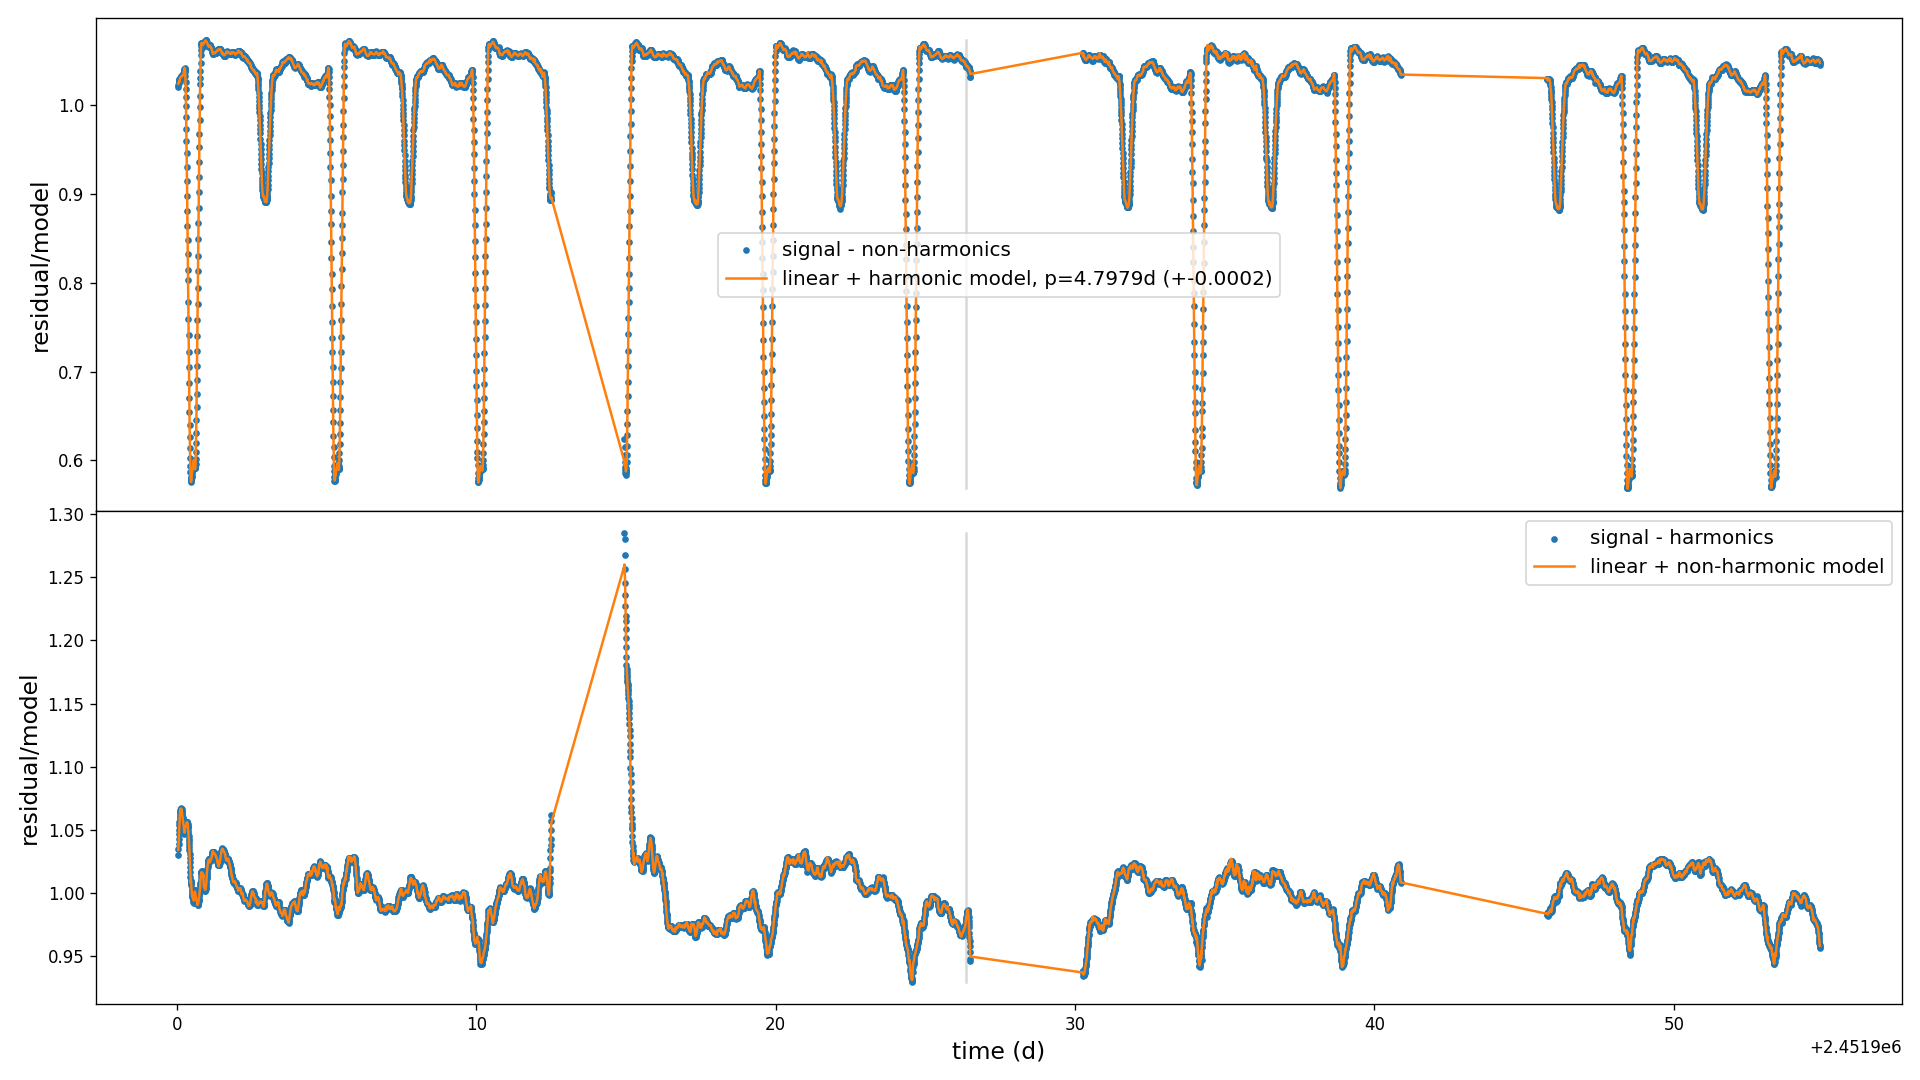 residual/model
1.0
0.9
0.8
0.7
0.6
signal - non-harmonics
linear + harmonic model, p=4.7979d (+-0.0002)
residual/model
1.30
1.25
1.20
1.15
1.10
1.05
1.00
0.95
signal - harmonics
linear + non-harmonic model
0 10 20 30 40 50
time (d)
+2.4519e6